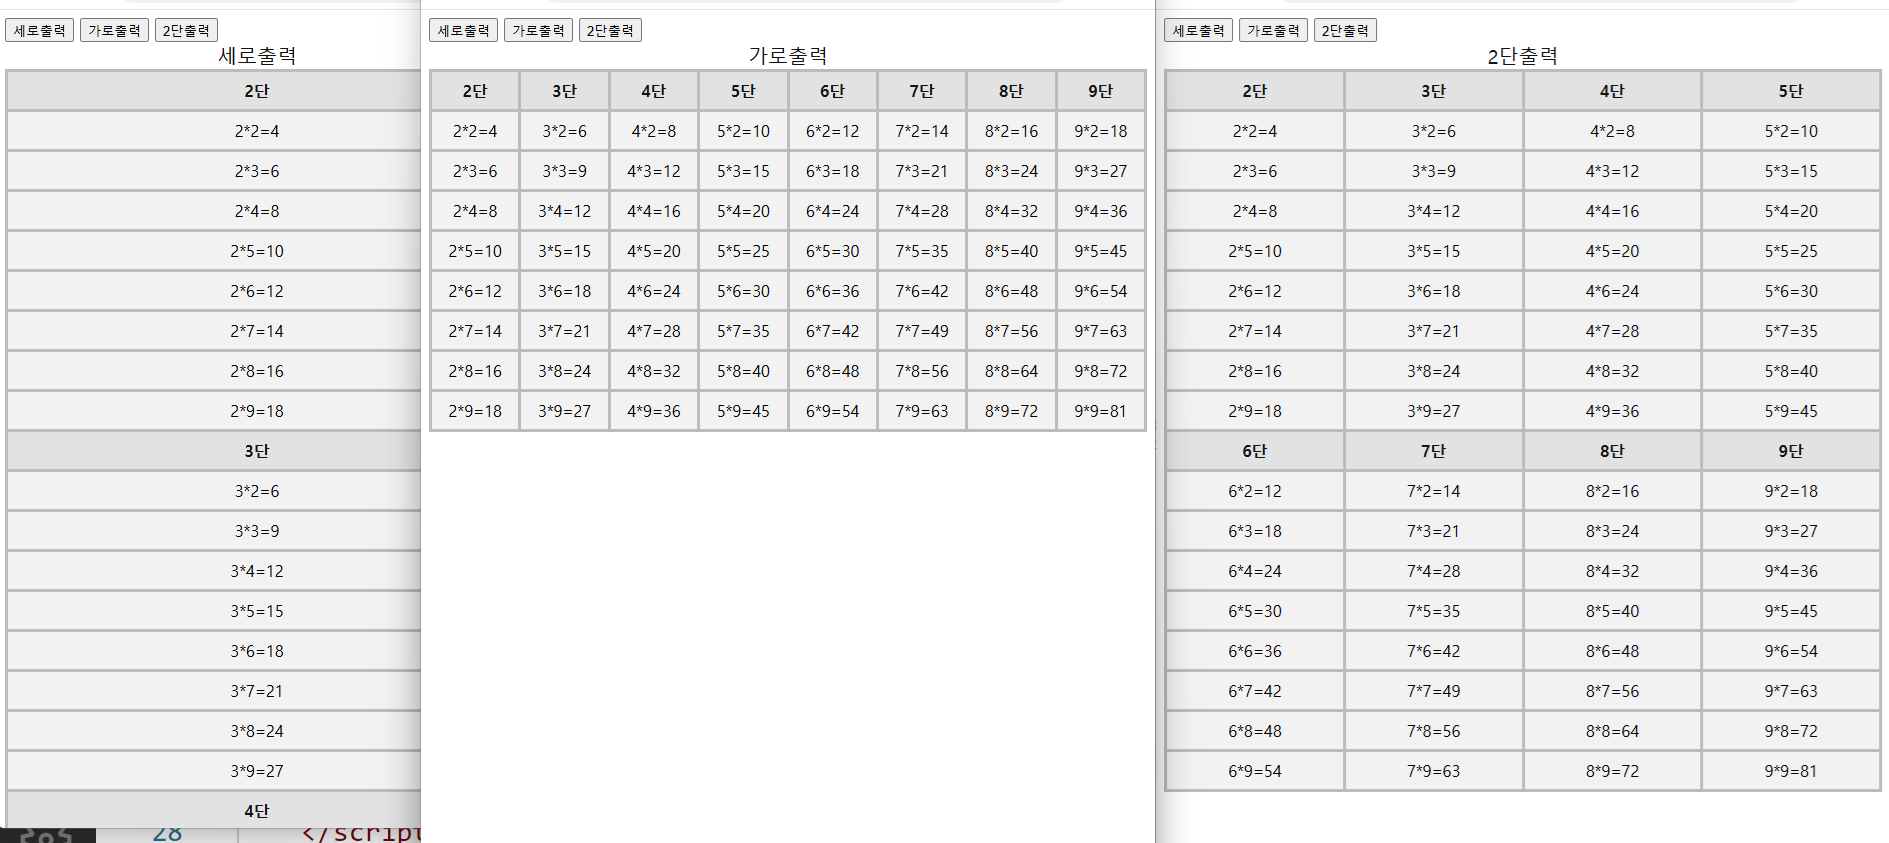 세로출력 가로출력 2단출력
세로출력
2단
2*2=4
2*3=6
2*4=8
2*5=10
2*6=12
2*7=14
2*8=16
2*9=18
3단
3*2=6
3*3=9
3*4=12
3*5=15
3*6=18
3*7=21
3*8=24
3*9=27
4단
28 </script
세로출력 가로출력 2단출력
가로출력
2단 3단 4단 5단 6단 7단 8단 9단
2*2=4 3*2=6 4*2=8 5*2=10 6*2=12 7*2=14 8*2=16 9*2=18
2*3=6 3*3=9 4*3=12 5*3=15 6*3=18 7*3=21 8*3=24 9*3=27
2*4=8 3*4=12 4*4=16 5*4=20 6*4=24 7*4=28 8*4=32 9*4=36
2*5=10 3*5=15 4*5=20 5*5=25 6*5=30 7*5=35 8*5=40 9*5=45
2*6=12 3*6=18 4*6=24 5*6=30 6*6=36 7*6=42 8*6=48 9*6=54
2*7=14 3*7=21 4*7=28 5*7=35 6*7=42 7*7=49 8*7=56 9*7=63
2*8=16 3*8=24 4*8=32 5*8=40 6*8=48 7*8=56 8*8=64 9*8=72
2*9=18 3*9=27 4*9=36 5*9=45 6*9=54 7*9=63 8*9=72 9*9=81
세로출력 가로출력 2단출력
2단출력
2단 3단 4단 5단
2*2=4 3*2=6 4*2=8 5*2=10
2*3=6 3*3=9 4*3=12 5*3=15
2*4=8 3*4=12 4*4=16 5*4=20
2*5=10 3*5=15 4*5=20 5*5=25
2*6=12 3*6=18 4*6=24 5*6=30
2*7=14 3*7=21 4*7=28 5*7=35
2*8=16 3*8=24 4*8=32 5*8=40
2*9=18 3*9=27 4*9=36 5*9=45
6단 7단 8단 9단
6*2=12 7*2=14 8*2=16 9*2=18
6*3=18 7*3=21 8*3=24 9*3=27
6*4=24 7*4=28 8*4=32 9*4=36
6*5=30 7*5=35 8*5=40 9*5=45
6*6=36 7*6=42 8*6=48 9*6=54
6*7=42 7*7=49 8*7=56 9*7=63
6*8=48 7*8=56 8*8=64 9*8=72
6*9=54 7*9=63 8*9=72 9*9=81